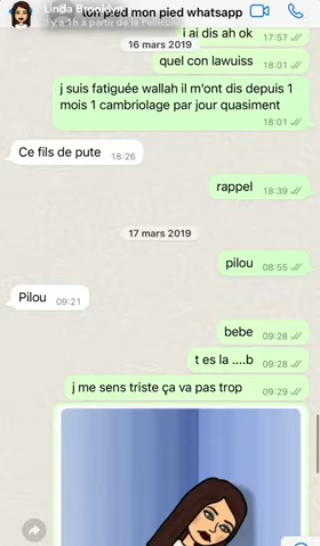 Linda Brooklyn
ton pied mon pied whatsapp
il y a 1h à partir de la Pellicule
i ai dis ah ok 17:57
16 mars 2019
quel con lawuiss 18:01
j suis fatiguée wallah il m'ont dis depuis 1
mois 1 cambriolage par jour quasiment
18:01
Ce fils de pute 18:26
rappel 18:39
17 mars 2019
pilou 08:55
Pilou 09:21
bebe 09:28
t es la ....b 09:28
j me sens triste ça va pas trop 09:29